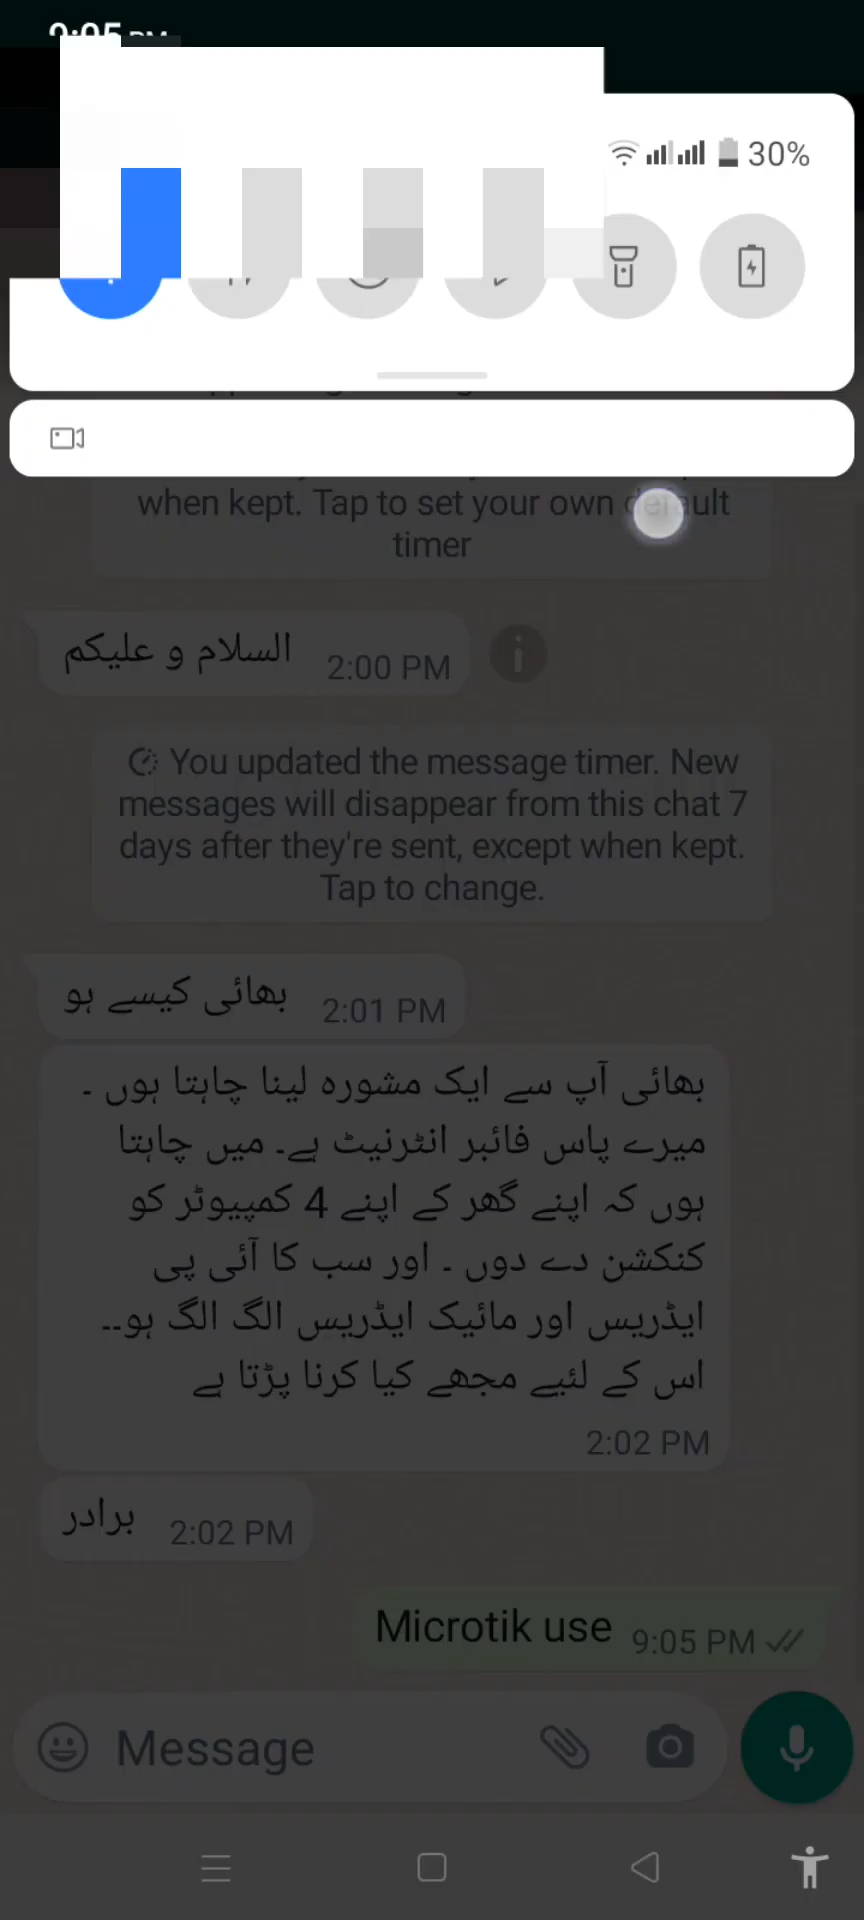 9:05 PM
30%
when kept. Tap to set your own default
timer
السلام و علیکم
2:00 PM
You updated the message timer. New
messages will disappear from this chat 7
days after they're sent, except when kept.
Tap to change.
بھائی کیسے ہو
2:01 PM
بھائی آپ سے ایک مشورہ لینا چاہتا ہوں ۔
میرے پاس فائبر انٹرنیٹ ہے۔ میں چاہتا
ہوں کہ اپنے گھر کے اپنے 4 کمپیوٹر کو
کنکشن دے دوں ۔ اور سب کا آئی پی
ایڈریس اور مائیک ایڈریس الگ الگ ہو۔۔
اس کے لئیے مجھے کیا کرنا پڑتا ہے
2:02 PM
برادر
2:02 PM
Microtik use
9:05 PM
Message